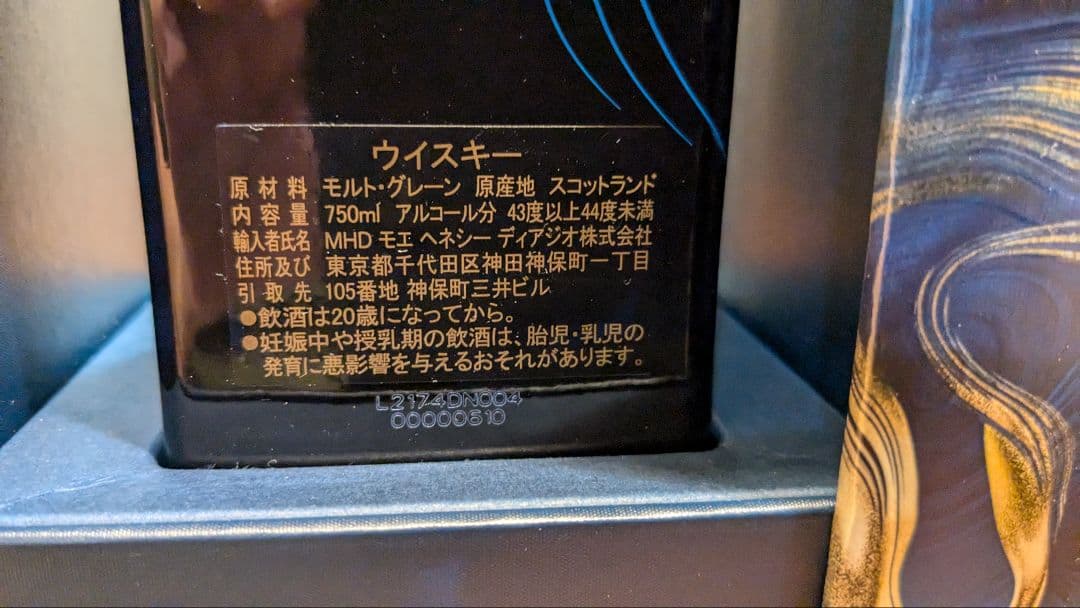 ウイスキー
原材料 モルト・グレーン 原産地 スコットランド
内容量 750ml アルコール分 43度以上44度未満
輸入者氏名 MHD モエ ヘネシー ディアジオ株式会社
住所及び 東京都千代田区神田神保町一丁目
引取先 105番地 神保町三井ビル
●飲酒は20歳になってから。
●妊娠中や授乳期の飲酒は、胎児・乳児の
発育に悪影響を与えるおそれがあります。
L2174DN004
00000610